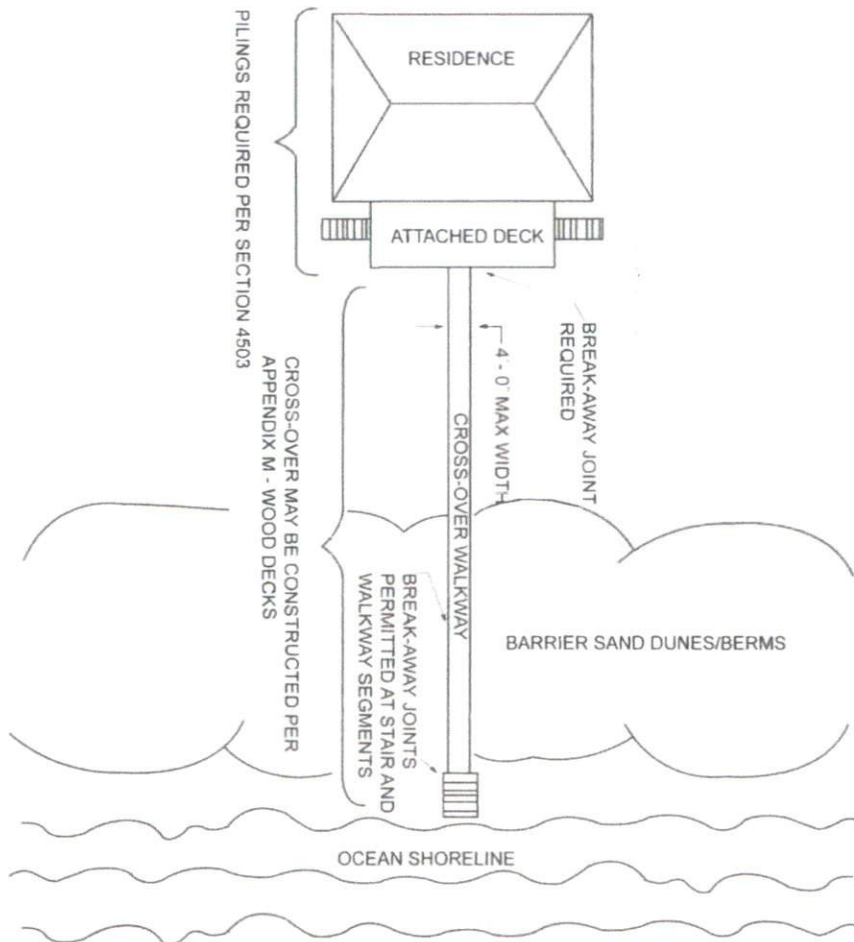 RESIDENCE
PILINGS REQUIRED PER SECTION 4503
ATTACHED DECK
BREAK-AWAY JOINT
REQUIRED
4'-0" MAX WIDTH
CROSS-OVER WALKWAY
CROSS-OVER MAY BE CONSTRUCTED PER
APPENDIX M - WOOD DECKS
BREAK-AWAY JOINTS
PERMITTED AT STAIR AND
WALKWAY SEGMENTS
BARRIER SAND DUNES/BERMS
OCEAN SHORELINE